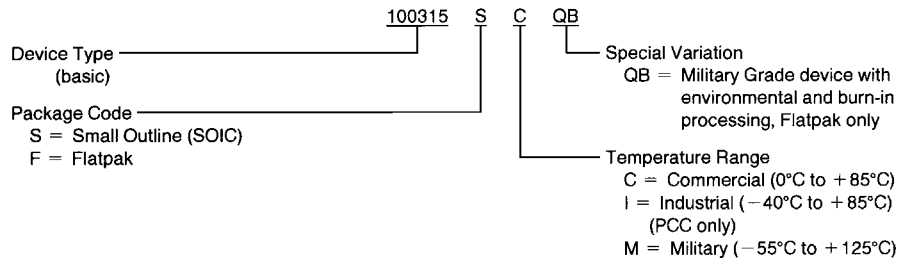 100315 S C QB
Device Type
(basic)
Package Code
S = Small Outline (SOIC)
F = Flatpak
Special Variation
QB = Military Grade device with
environmental and burn-in
processing, Flatpak only
Temperature Range
C = Commercial (0°C to +85°C)
I = Industrial (−40°C to +85°C)
(PCC only)
M = Military (−55°C to +125°C)